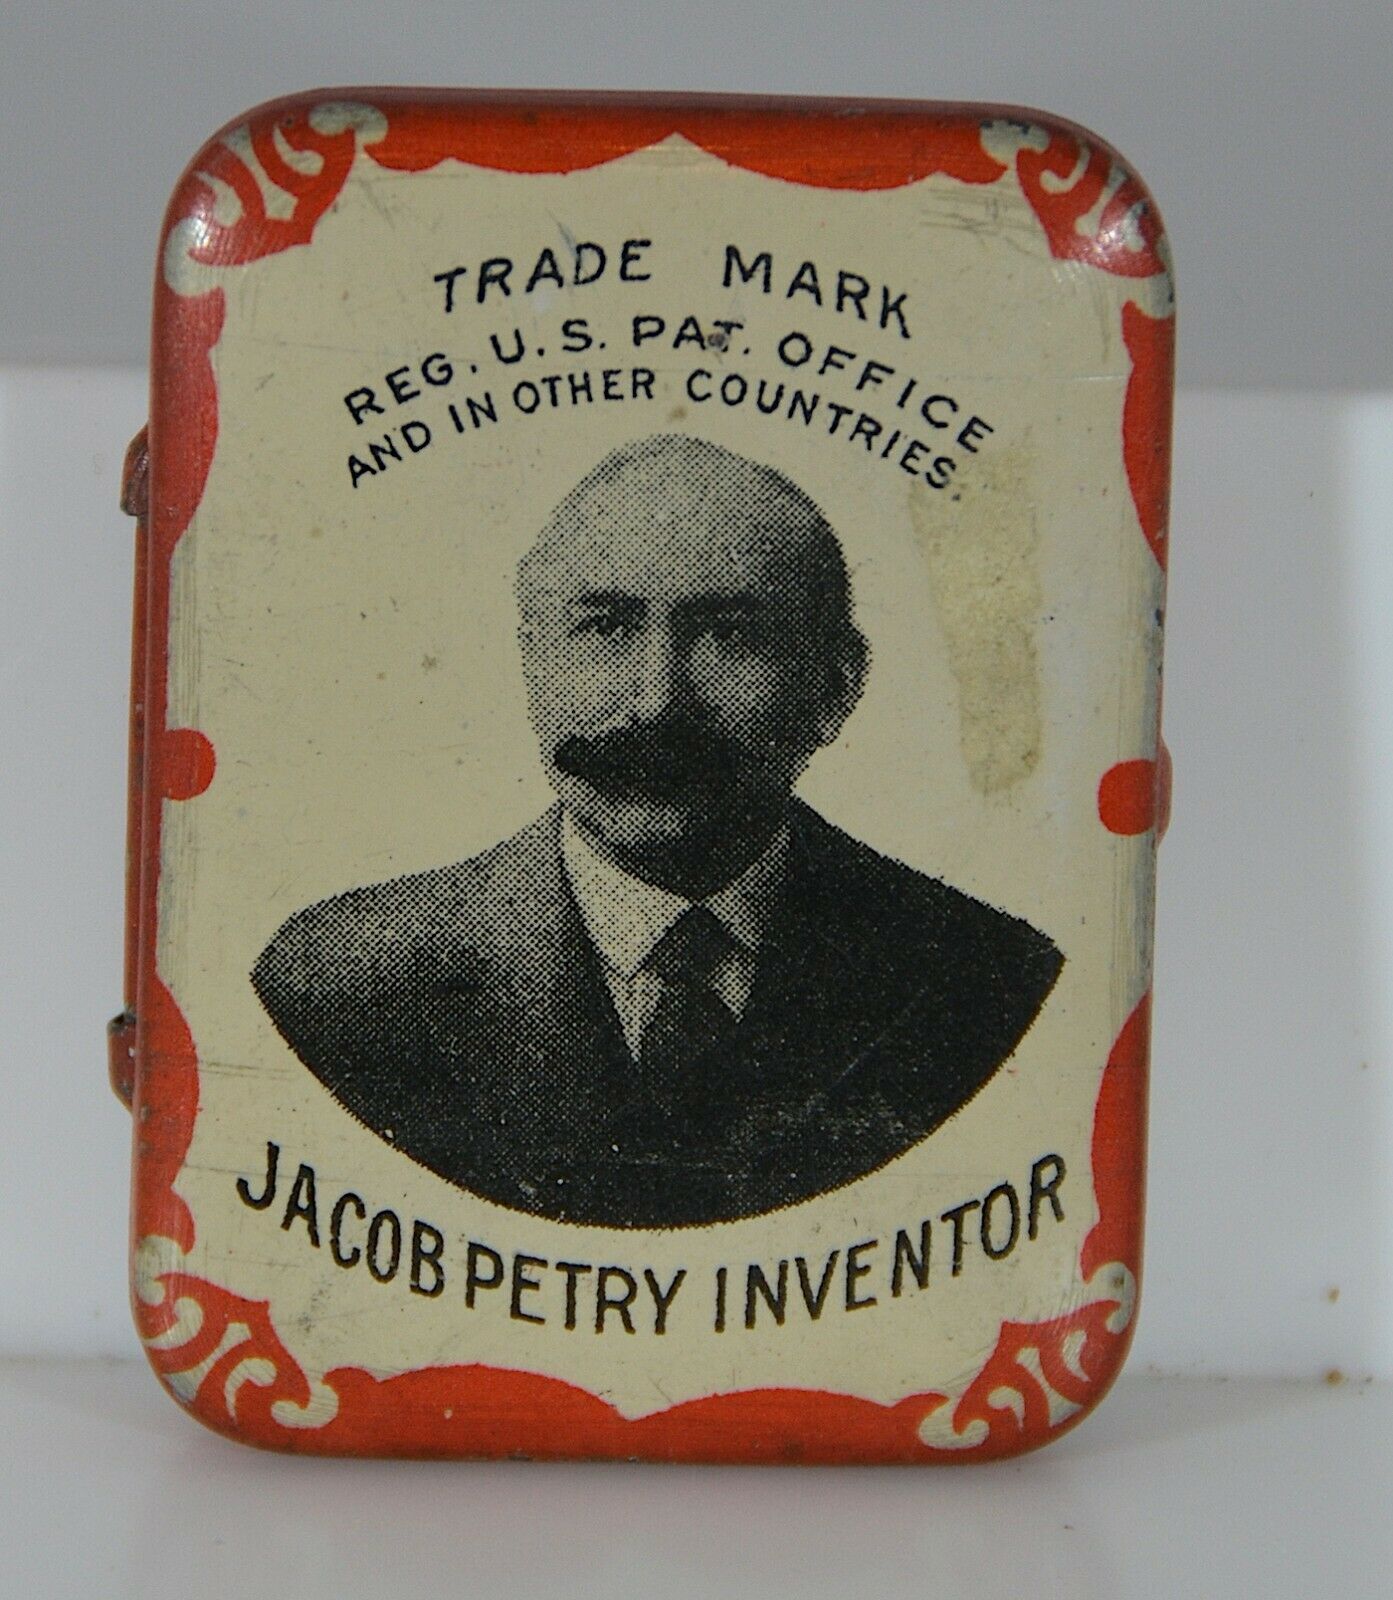 TRADE MARK
REG. U.S. PAT. OFFICE
AND IN OTHER COUNTRIES.
JACOB PETRY INVENTOR